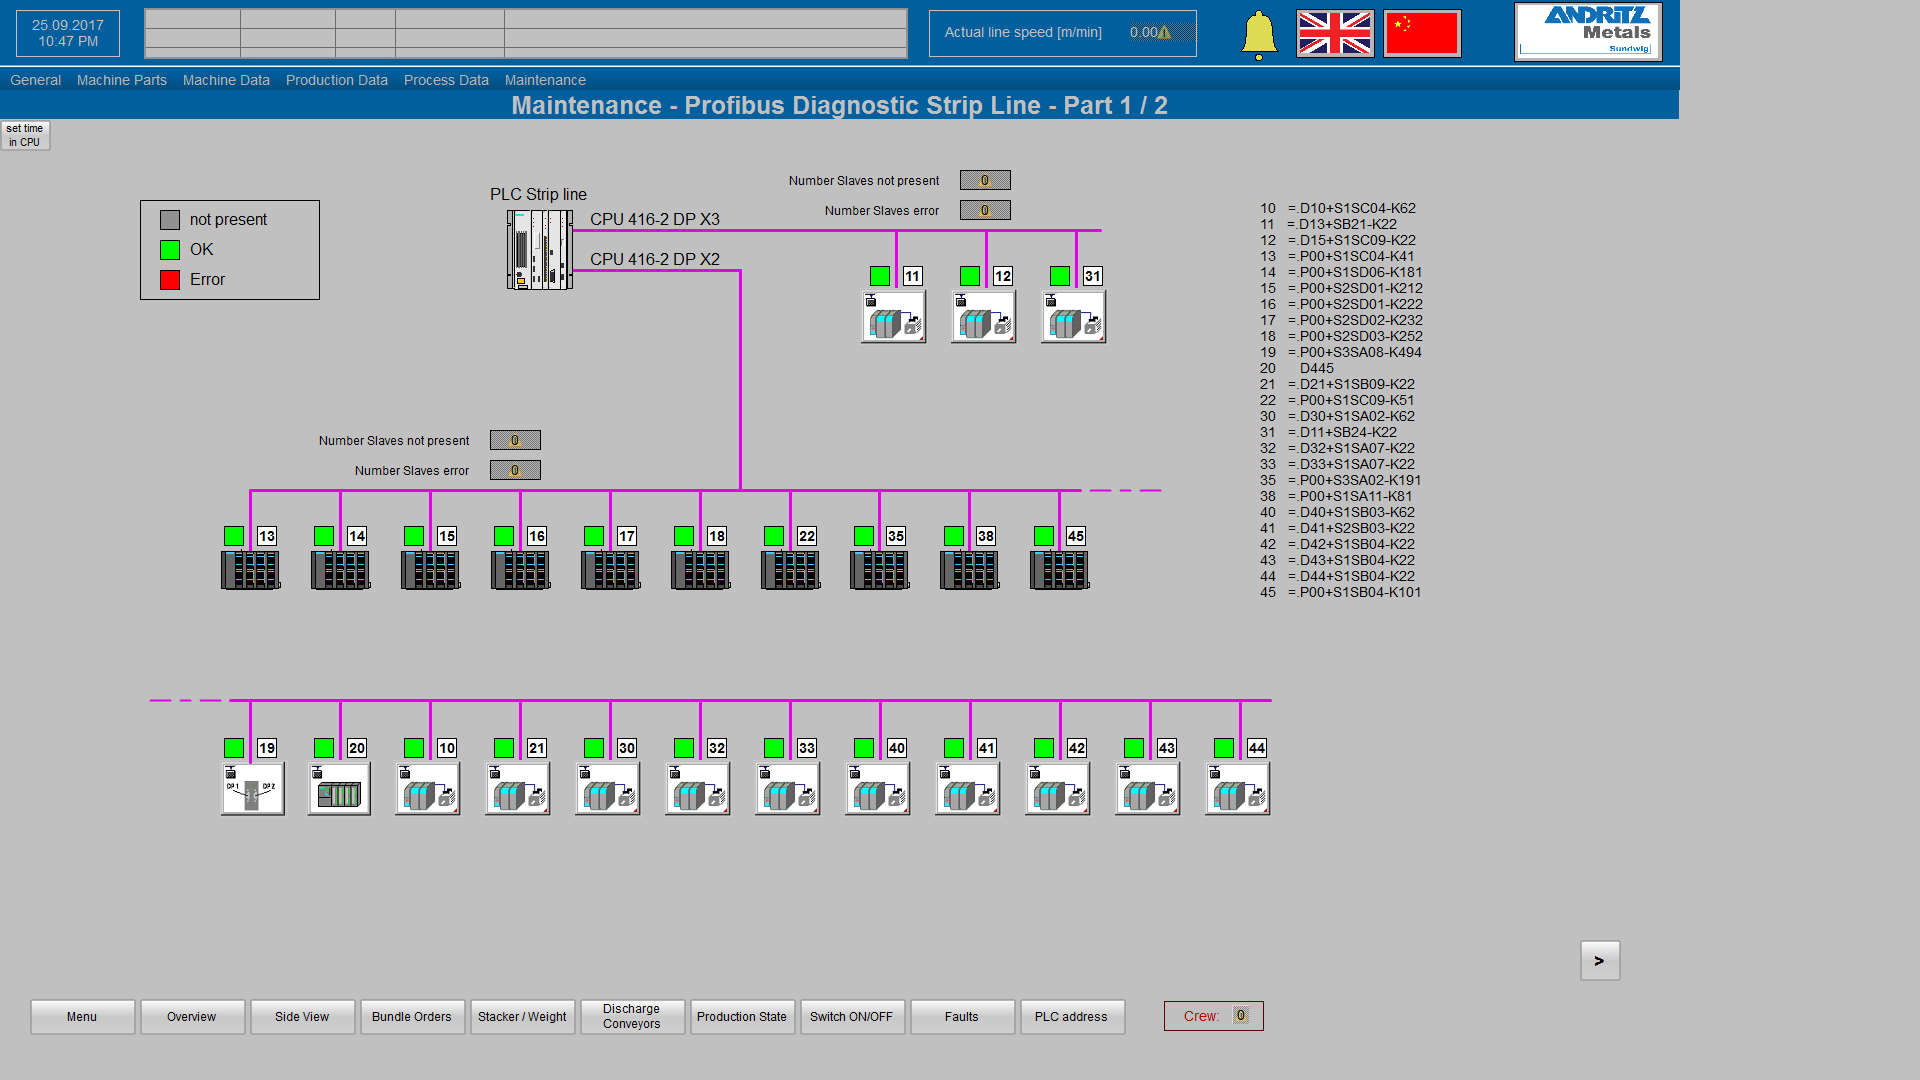 25.09.2017
10:47 PM
Actual line speed [m/min] 0.00
ANDRITZ
Metals
Sundwig
General Machine Parts Machine Data Production Data Process Data Maintenance
Maintenance - Profibus Diagnostic Strip Line - Part 1 / 2
set time
in CPU
not present
OK
Error
PLC Strip line
CPU 416-2 DP X3
CPU 416-2 DP X2
Number Slaves not present 0
Number Slaves error 0
11 12 31
Number Slaves not present 0
Number Slaves error 0
13 14 15 16 17 18 22 35 38 45
19 20 10 21 30 32 33 40 41 42 43 44
DP1 DP2
10 =.D10+S1SC04-K62
11 =.D13+SB21-K22
12 =.D15+S1SC09-K22
13 =.P00+S1SC04-K41
14 =.P00+S1SD06-K181
15 =.P00+S2SD01-K212
16 =.P00+S2SD01-K222
17 =.P00+S2SD02-K232
18 =.P00+S2SD03-K252
19 =.P00+S3SA08-K494
20 D445
21 =.D21+S1SB09-K22
22 =.P00+S1SC09-K51
30 =.D30+S1SA02-K62
31 =.D11+SB24-K22
32 =.D32+S1SA07-K22
33 =.D33+S1SA07-K22
35 =.P00+S3SA02-K191
38 =.P00+S1SA11-K81
40 =.D40+S1SB03-K62
41 =.D41+S2SB03-K22
42 =.D42+S1SB04-K22
43 =.D43+S1SB04-K22
44 =.D44+S1SB04-K22
45 =.P00+S1SB04-K101
>
Menu
Overview
Side View
Bundle Orders
Stacker / Weight
Discharge
Conveyors
Production State
Switch ON/OFF
Faults
PLC address
Crew: 0